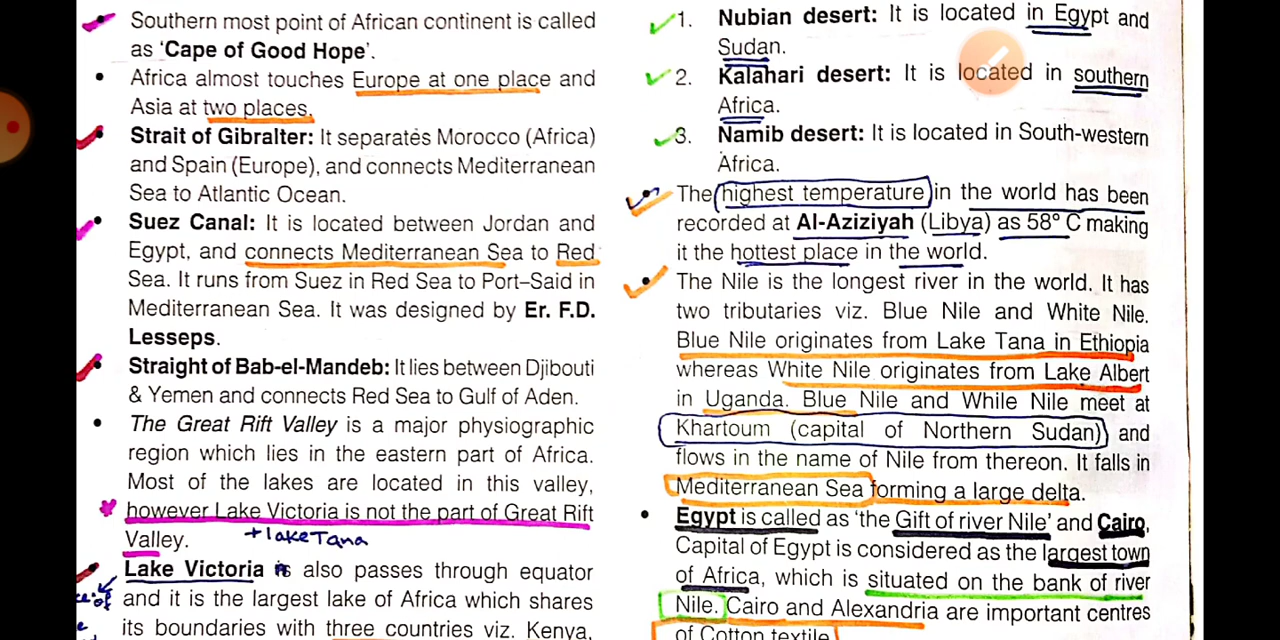 Southern most point of African continent is called
as ‘Cape of Good Hope’.
• Africa almost touches Europe at one place and
Asia at two places.
Strait of Gibralter: It separates Morocco (Africa)
and Spain (Europe), and connects Mediterranean
Sea to Atlantic Ocean.
• Suez Canal: It is located between Jordan and
Egypt, and connects Mediterranean Sea to Red
Sea. It runs from Suez in Red Sea to Port–Said in
Mediterranean Sea. It was designed by Er. F.D.
Lesseps.
Straight of Bab-el-Mandeb: It lies between Djibouti
& Yemen and connects Red Sea to Gulf of Aden.
• The Great Rift Valley is a major physiographic
region which lies in the eastern part of Africa.
Most of the lakes are located in this valley,
however Lake Victoria is not the part of Great Rift
Valley. + lake Tana
Lake Victoria is also passes through equator
and it is the largest lake of Africa which shares
its boundaries with three countries viz. Kenya,
1. Nubian desert: It is located in Egypt and
Sudan.
2. Kalahari desert: It is located in southern
Africa.
3. Namib desert: It is located in South-western
Africa.
• The highest temperature in the world has been
recorded at Al-Aziziyah (Libya) as 58° C making
it the hottest place in the world.
• The Nile is the longest river in the world. It has
two tributaries viz. Blue Nile and White Nile.
Blue Nile originates from Lake Tana in Ethiopia
whereas White Nile originates from Lake Albert
in Uganda. Blue Nile and While Nile meet at
Khartoum (capital of Northern Sudan) and
flows in the name of Nile from thereon. It falls in
Mediterranean Sea forming a large delta.
• Egypt is called as ‘the Gift of river Nile’ and Cairo,
Capital of Egypt is considered as the largest town
of Africa, which is situated on the bank of river
Nile. Cairo and Alexandria are important centres
of Cotton textile.